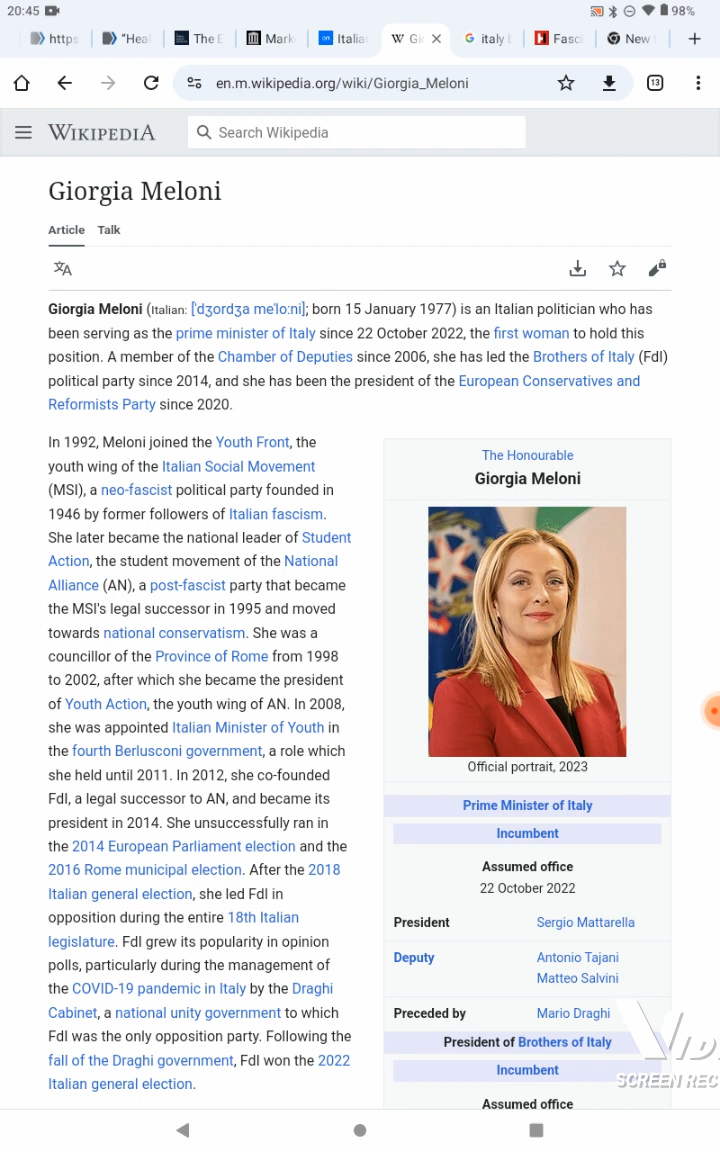 20:45
98%
https
"Heal
The E
Mark
Italia
Gi
italy
Fasc
New
en.m.wikipedia.org/wiki/Giorgia_Meloni
13
WIKIPEDIA
Search Wikipedia
Giorgia Meloni
Article Talk
Giorgia Meloni (Italian: [ˈdʒordʒa meˈloːni]; born 15 January 1977) is an Italian politician who has
been serving as the prime minister of Italy since 22 October 2022, the first woman to hold this
position. A member of the Chamber of Deputies since 2006, she has led the Brothers of Italy (FdI)
political party since 2014, and she has been the president of the European Conservatives and
Reformists Party since 2020.
In 1992, Meloni joined the Youth Front, the
youth wing of the Italian Social Movement
(MSI), a neo-fascist political party founded in
1946 by former followers of Italian fascism.
She later became the national leader of Student
Action, the student movement of the National
Alliance (AN), a post-fascist party that became
the MSI's legal successor in 1995 and moved
towards national conservatism. She was a
councillor of the Province of Rome from 1998
to 2002, after which she became the president
of Youth Action, the youth wing of AN. In 2008,
she was appointed Italian Minister of Youth in
the fourth Berlusconi government, a role which
she held until 2011. In 2012, she co-founded
FdI, a legal successor to AN, and became its
president in 2014. She unsuccessfully ran in
the 2014 European Parliament election and the
2016 Rome municipal election. After the 2018
Italian general election, she led FdI in
opposition during the entire 18th Italian
legislature. FdI grew its popularity in opinion
polls, particularly during the management of
the COVID-19 pandemic in Italy by the Draghi
Cabinet, a national unity government to which
FdI was the only opposition party. Following the
fall of the Draghi government, FdI won the 2022
Italian general election.
The Honourable
Giorgia Meloni
Official portrait, 2023
Prime Minister of Italy
Incumbent
Assumed office
22 October 2022
President Sergio Mattarella
Deputy Antonio Tajani
Matteo Salvini
Preceded by Mario Draghi
President of Brothers of Italy
Incumbent
Assumed office
SCREEN REC